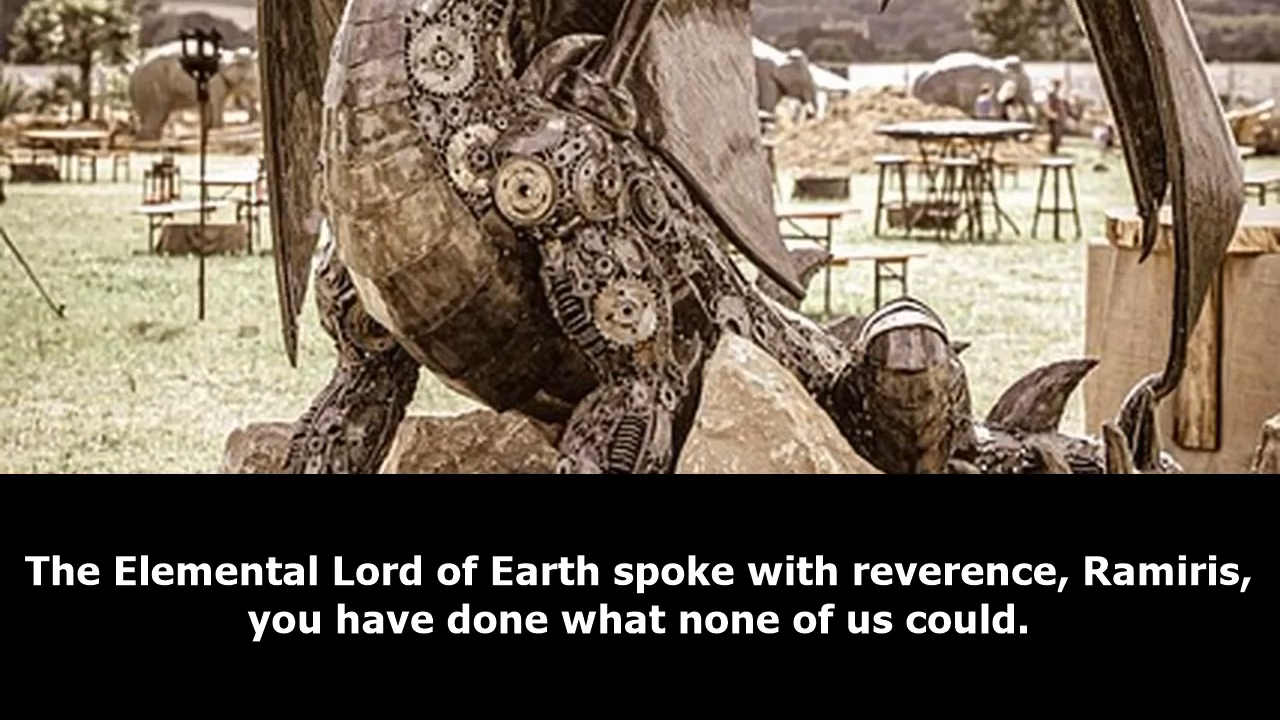 The Elemental Lord of Earth spoke with reverence, Ramiris,
you have done what none of us could.